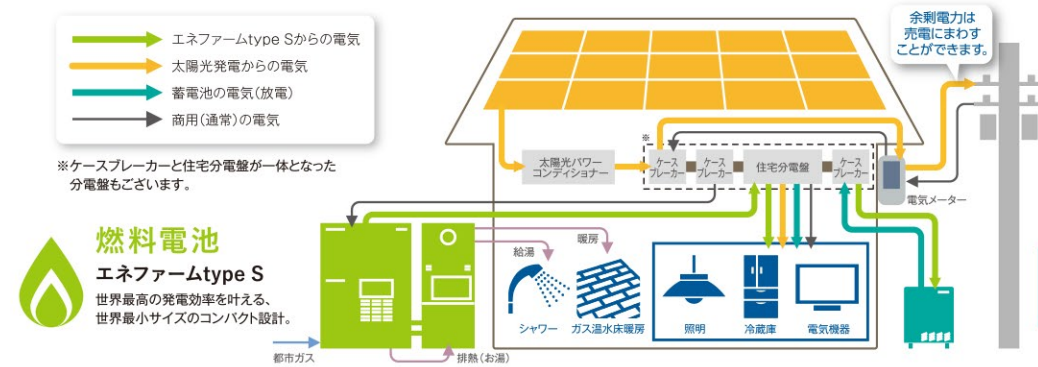 エネファームtype Sからの電気
太陽光発電からの電気
蓄電池の電気(放電)
商用(通常)の電気
※ケースブレーカーと住宅分電盤が一体となった
分電盤もございます。
余剰電力は
売電にまわす
ことができます。
※
太陽光パワー
コンディショナー
ケース
ブレーカー
ケース
ブレーカー
住宅分電盤
ケース
ブレーカー
電気メーター
燃料電池
エネファームtype S
世界最高の発電効率を叶える、
世界最小サイズのコンパクト設計。
給湯
暖房
シャワー
ガス温水床暖房
照明
冷蔵庫
電気機器
都市ガス
排熱(お湯)